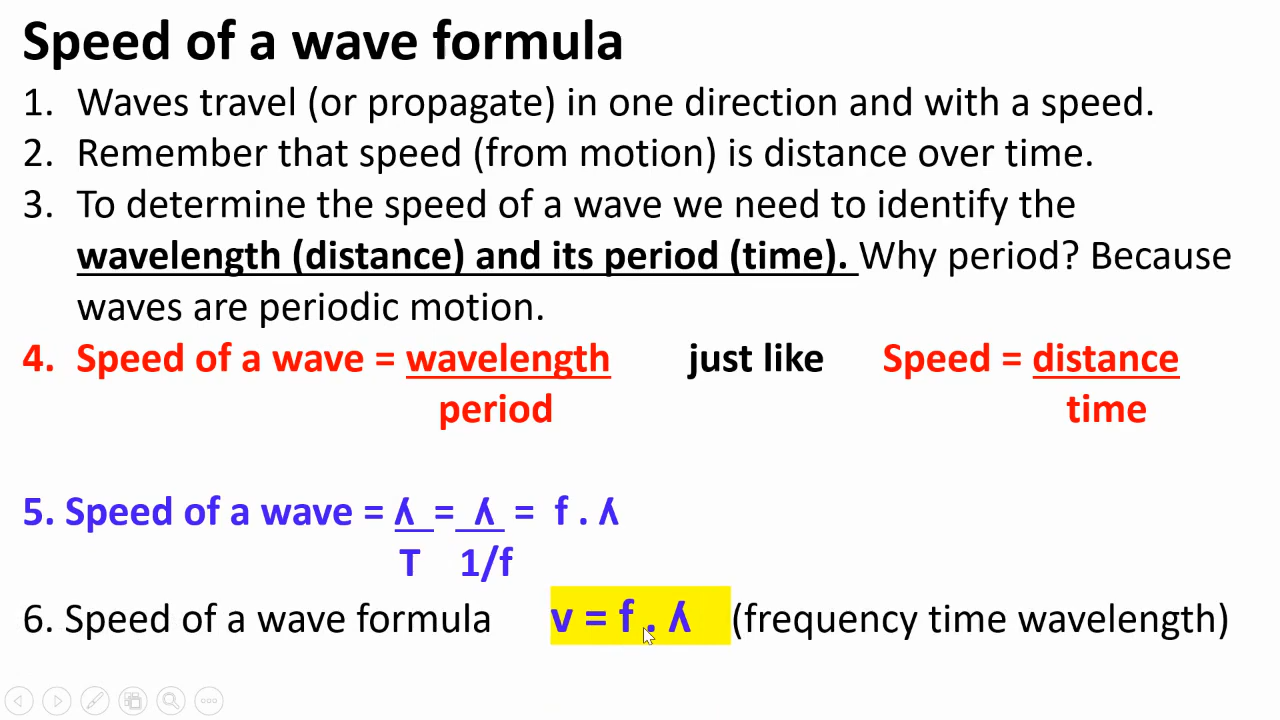 Speed of a wave formula
1. Waves travel (or propagate) in one direction and with a speed.
2. Remember that speed (from motion) is distance over time.
3. To determine the speed of a wave we need to identify the
wavelength (distance) and its period (time). Why period? Because
waves are periodic motion.
4. Speed of a wave = wavelength just like Speed = distance
period time
5. Speed of a wave = ʎ = ʎ = f . ʎ
T 1/f
6. Speed of a wave formula v = f . ʎ (frequency time wavelength)